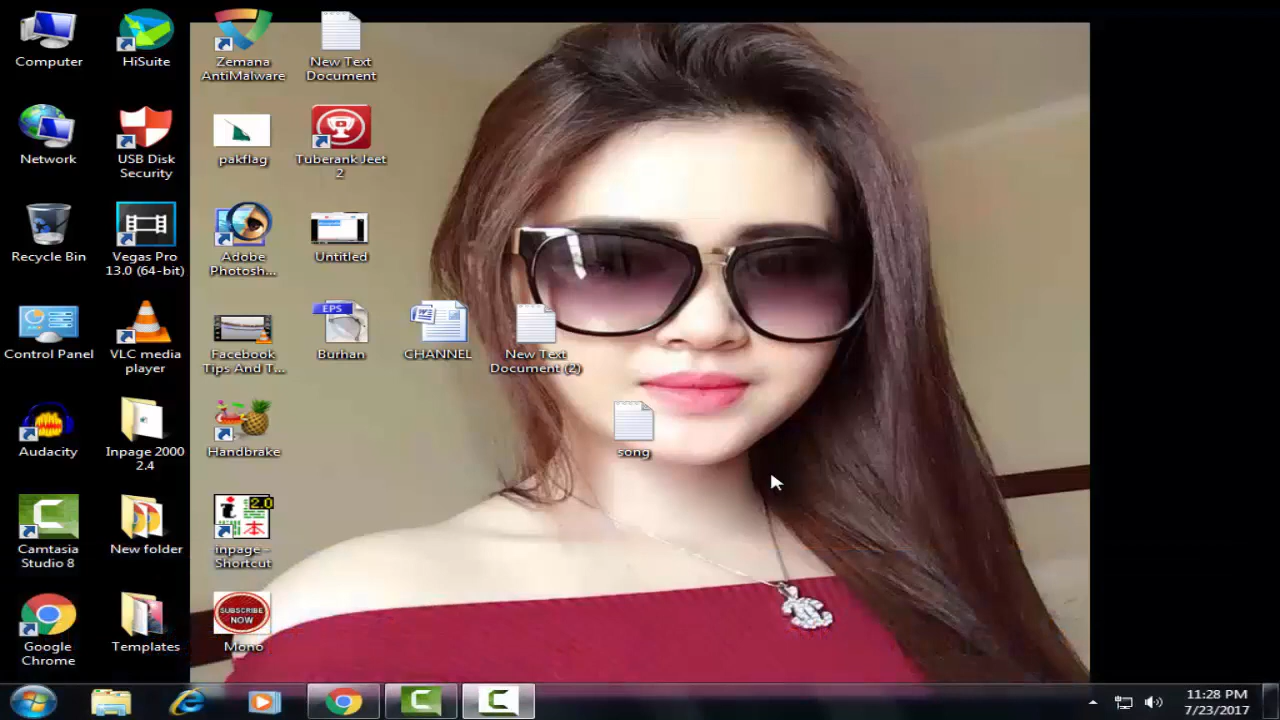 Computer
HiSuite
Zemana
AntiMalware
New Text
Document
Network
USB Disk
Security
pakflag
Tuberank Jeet
2
Recycle Bin
Vegas Pro
13.0 (64-bit)
Adobe
Photosh...
Untitled
Control Panel
VLC media
player
Facebook
Tips And T...
EPS
Burhan
CHANNEL
New Text
Document (2)
Audacity
Inpage 2000
2.4
Handbrake
song
Camtasia
Studio 8
New folder
2.0
inpage -
Shortcut
Google
Chrome
Templates
SUBSCRIBE
NOW
Mono
11:28 PM
7/23/2017